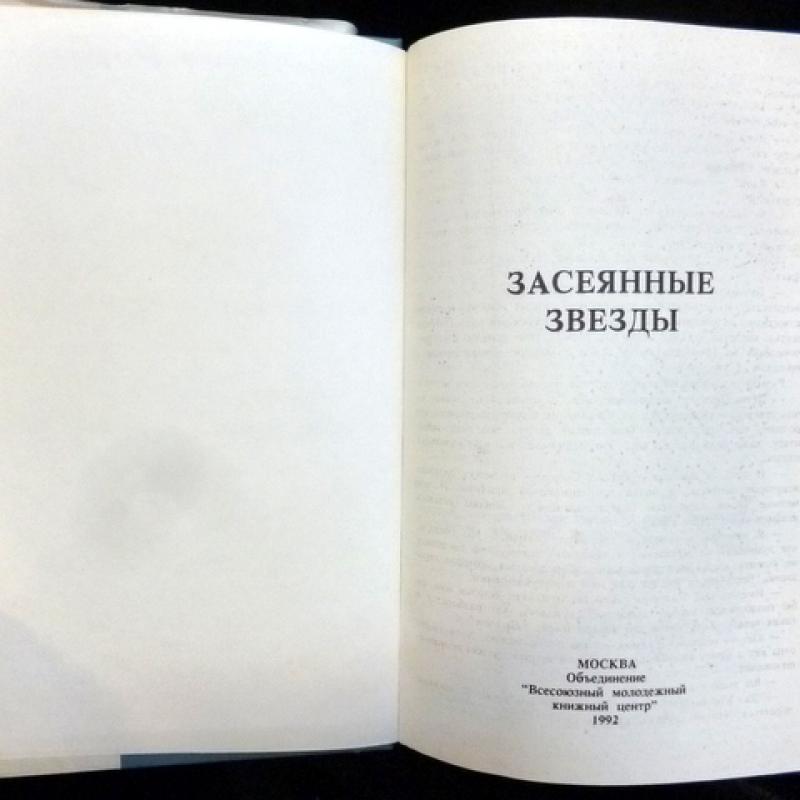 ЗАСЕЯННЫЕ
ЗВЕЗДЫ
МОСКВА
Объединение
"Всесоюзный молодежный
книжный центр"
1992